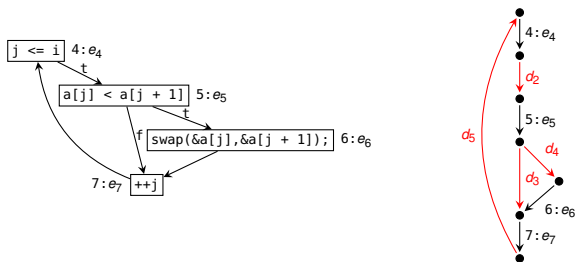 j <= i 4:e4
t
a[j] < a[j + 1] 5:e5
f t
swap(&a[j],&a[j + 1]); 6:e6
7:e7 ++j
4:e4
d2
5:e5
d5 d3 d4
6:e6
7:e7